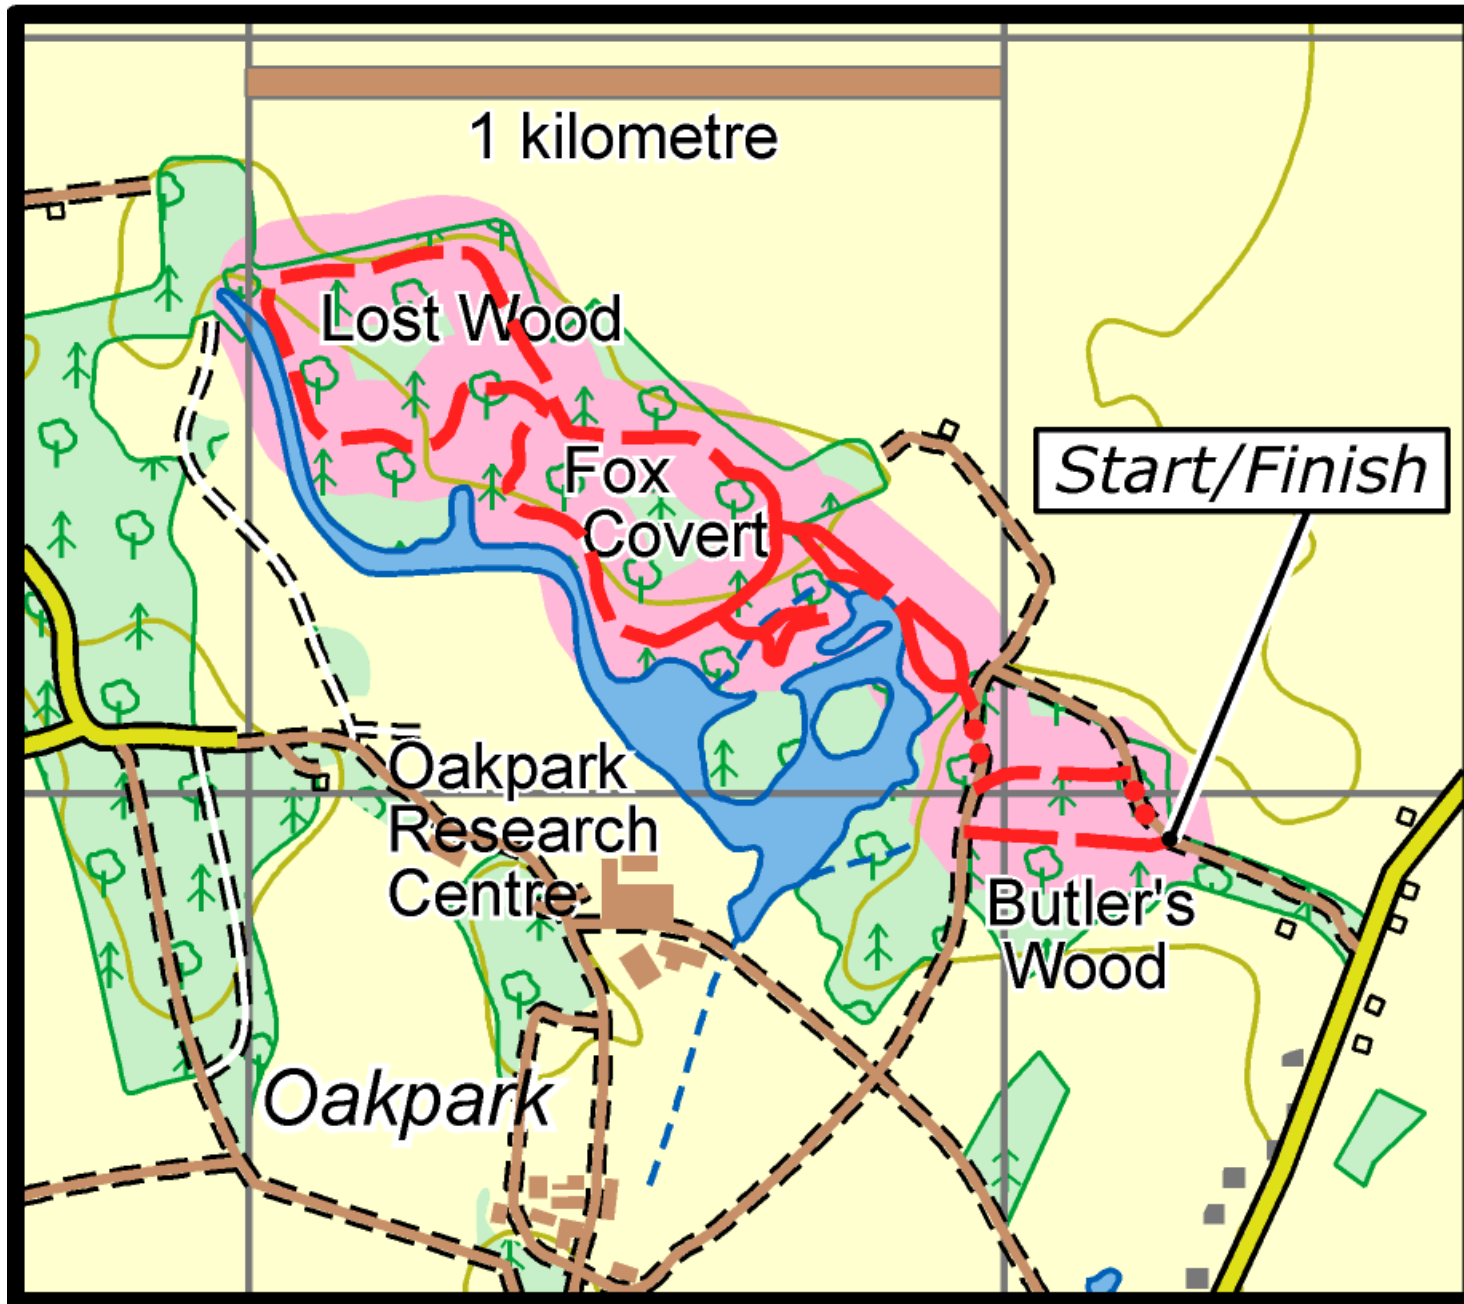 1 kilometre
Lost Wood
Fox
Covert
Start/Finish
Oakpark
Research
Centre
Butler's
Wood
Oakpark